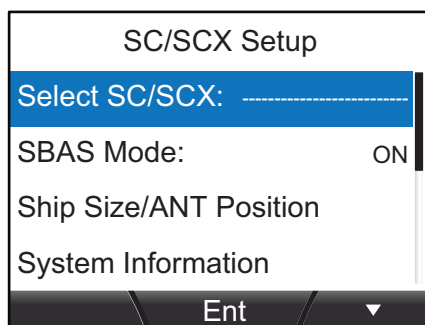 SC/SCX Setup
Select SC/SCX: --------------------------
SBAS Mode: ON
Ship Size/ANT Position
System Information
Ent ▼